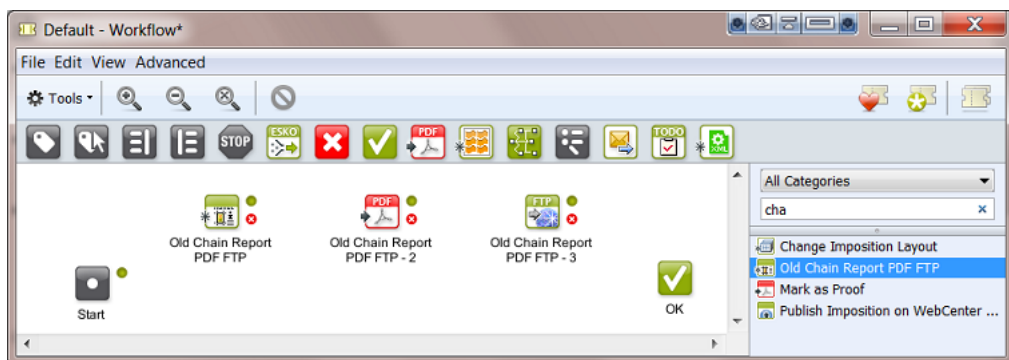 Default - Workflow*
File Edit View Advanced
Tools
STOP
ESKO
PDF
TODO
XML
All Categories
cha
Change Imposition Layout
Old Chain Report PDF FTP
Mark as Proof
Publish Imposition on WebCenter ...
PDF
FTP
Old Chain Report
PDF FTP
Old Chain Report
PDF FTP - 2
Old Chain Report
PDF FTP - 3
Start
OK